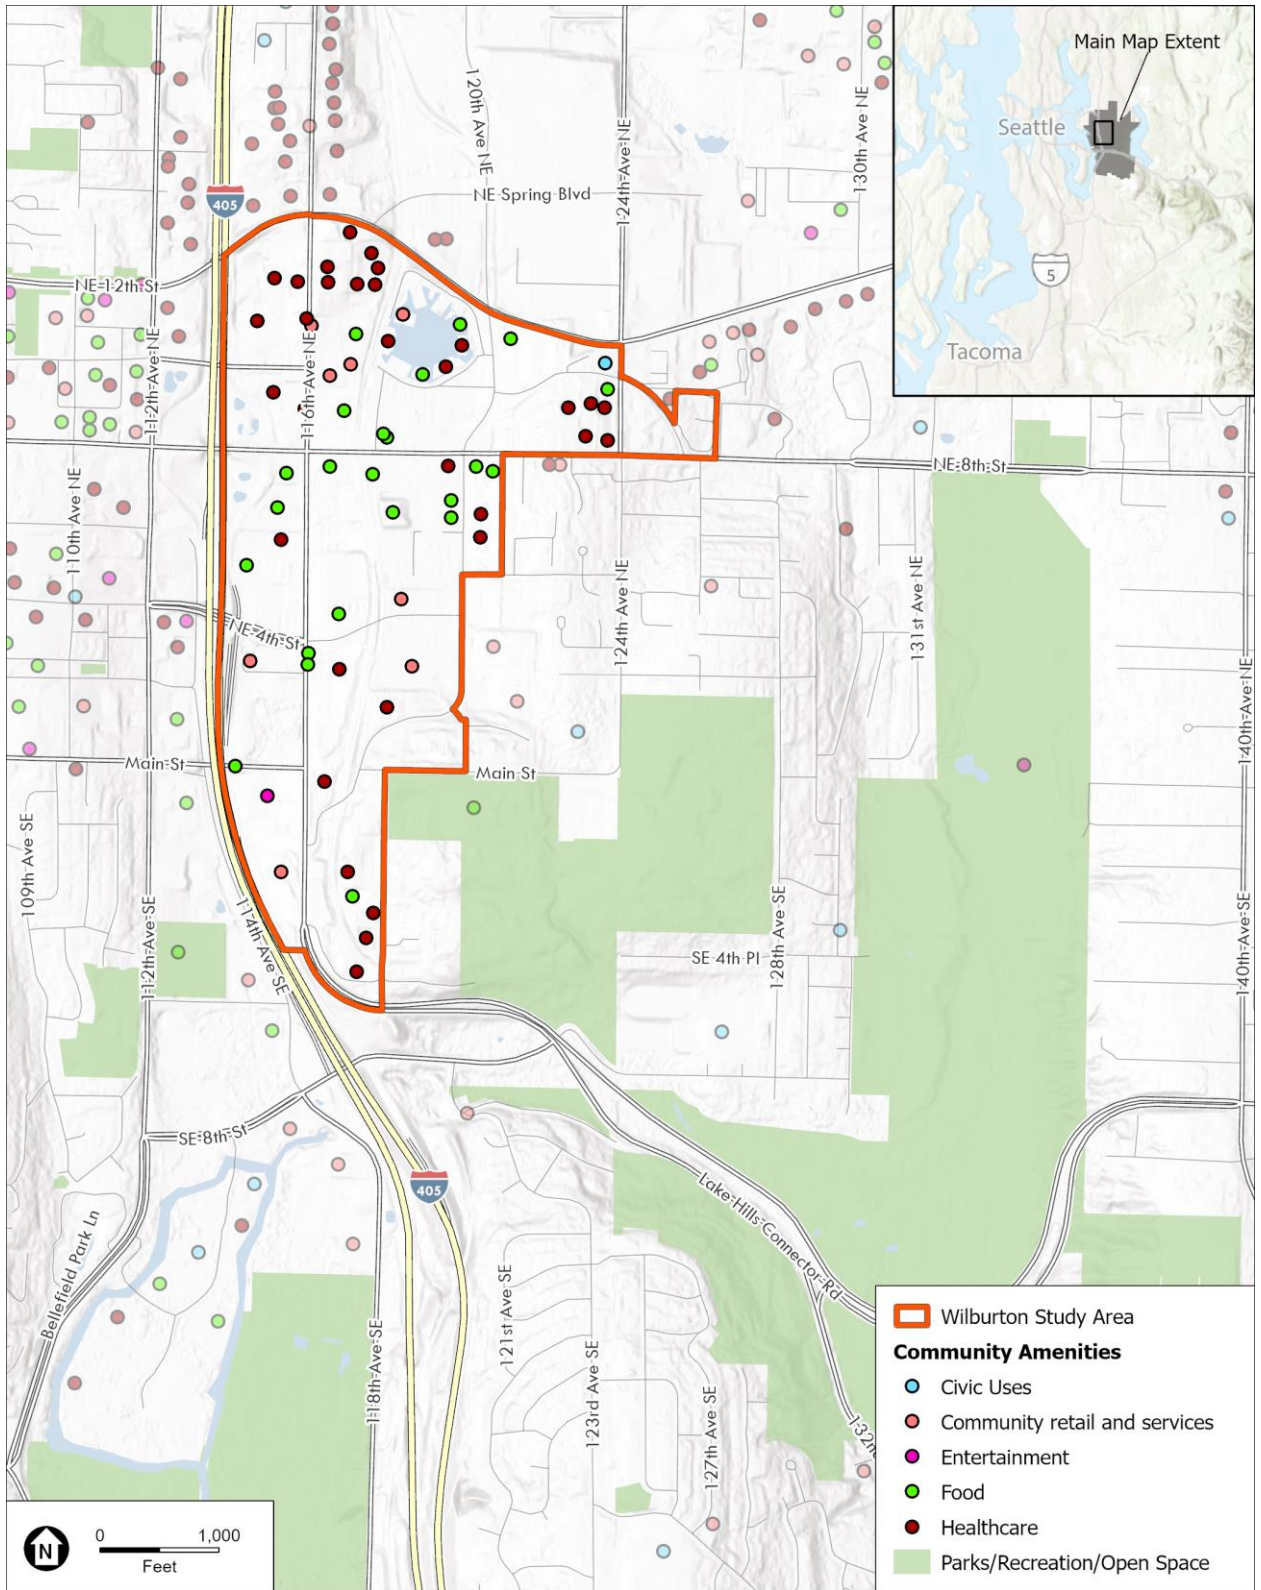 Main Map Extent
Seattle
5
Tacoma
120th Ave NE
124th Ave NE
130th Ave NE
NE Spring Blvd
405
NE 12th St
112th Ave NE
116th Ave NE
NE 8th St
110th Ave NE
124th Ave NE
131st Ave NE
NE 4th St
140th Ave NE
Main St
Main St
109th Ave SE
112th Ave SE
114th Ave SE
128th Ave SE
SE 4th Pl
140th Ave SE
SE 8th St
405
Lake Hills Connector Rd
Bellefield Park Ln
118th Ave SE
121st Ave SE
123rd Ave SE
127th Ave SE
Wilburton Study Area
Community Amenities
Civic Uses
Community retail and services
Entertainment
Food
Healthcare
Parks/Recreation/Open Space
N
0 1,000
Feet